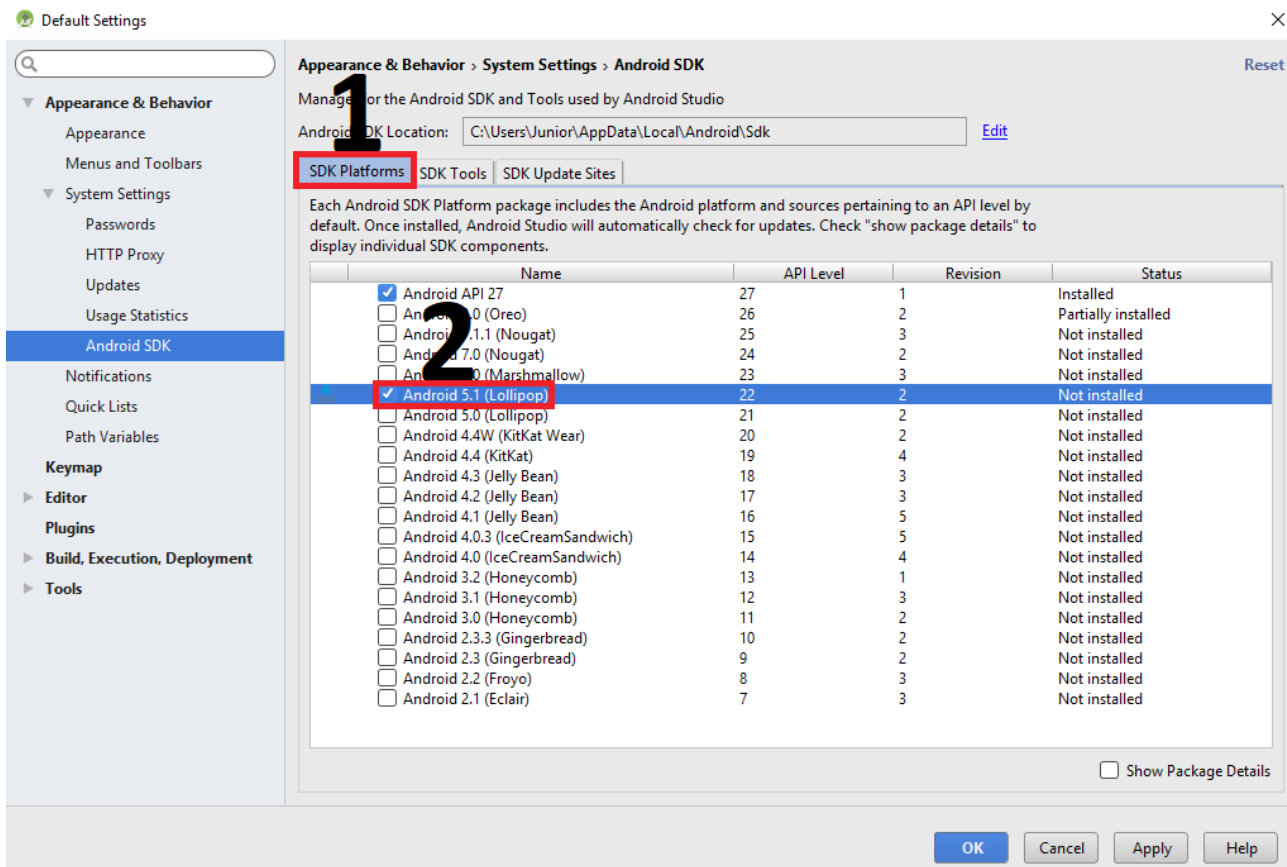 Default Settings
Appearance & Behavior › System Settings › Android SDK
Reset
Appearance & Behavior
Appearance
Menus and Toolbars
System Settings
Passwords
HTTP Proxy
Updates
Usage Statistics
Android SDK
Notifications
Quick Lists
Path Variables
Keymap
Editor
Plugins
Build, Execution, Deployment
Tools
1
for the Android SDK and Tools used by Android Studio
Location: C:\Users\Junior\AppData\Local\Android\Sdk Edit
SDK Platforms SDK Tools SDK Update Sites
Each Android SDK Platform package includes the Android platform and sources pertaining to an API level by
default. Once installed, Android Studio will automatically check for updates. Check "show package details" to
display individual SDK components.
Name API Level Revision Status
Android API 27 27 1 Installed
2
(Oreo) 26 2 Partially installed
(Nougat) 25 3 Not installed
7.0 (Nougat) 24 2 Not installed
(Marshmallow) 23 3 Not installed
Android 5.1 (Lollipop) 22 2 Not installed
Android 5.0 (Lollipop) 21 2 Not installed
Android 4.4W (KitKat Wear) 20 2 Not installed
Android 4.4 (KitKat) 19 4 Not installed
Android 4.3 (Jelly Bean) 18 3 Not installed
Android 4.2 (Jelly Bean) 17 3 Not installed
Android 4.1 (Jelly Bean) 16 5 Not installed
Android 4.0.3 (IceCreamSandwich) 15 5 Not installed
Android 4.0 (IceCreamSandwich) 14 4 Not installed
Android 3.2 (Honeycomb) 13 1 Not installed
Android 3.1 (Honeycomb) 12 3 Not installed
Android 3.0 (Honeycomb) 11 2 Not installed
Android 2.3.3 (Gingerbread) 10 2 Not installed
Android 2.3 (Gingerbread) 9 2 Not installed
Android 2.2 (Froyo) 8 3 Not installed
Android 2.1 (Eclair) 7 3 Not installed
Show Package Details
OK Cancel Apply Help